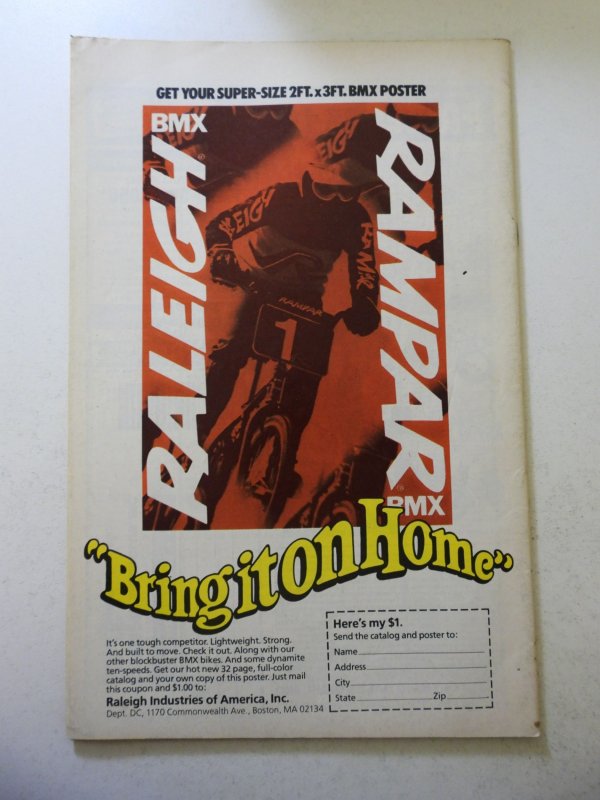 GET YOUR SUPER-SIZE 2FT. x 3FT. BMX POSTER
BMX
RALEIGH®
RAMPAR®
BMX
RALEIGH
EIGH
RAMPAR
1
"Bring it on Home"
It's one tough competitor. Lightweight. Strong.
And built to move. Check it out. Along with our
other blockbuster BMX bikes. And some dynamite
ten-speeds. Get our hot new 32 page, full-color
catalog and your own copy of this poster. Just mail
this coupon and $1.00 to:
Raleigh Industries of America, Inc.
Dept. DC, 1170 Commonwealth Ave., Boston, MA 02134
Here's my $1.
Send the catalog and poster to:
Name
Address
City
State Zip